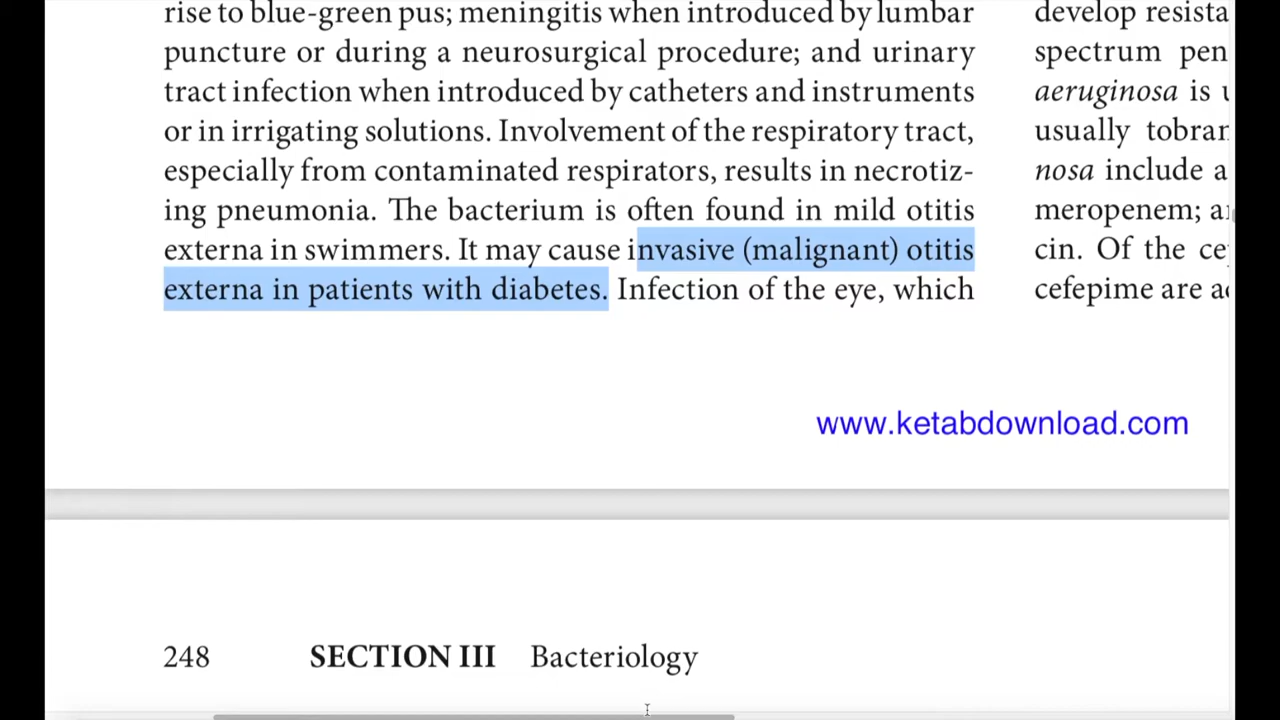 rise to blue-green pus; meningitis when introduced by lumbar
puncture or during a neurosurgical procedure; and urinary
tract infection when introduced by catheters and instruments
or in irrigating solutions. Involvement of the respiratory tract,
especially from contaminated respirators, results in necrotiz-
ing pneumonia. The bacterium is often found in mild otitis
externa in swimmers. It may cause invasive (malignant) otitis
externa in patients with diabetes. Infection of the eye, which
develop resista
spectrum pen
aeruginosa is
usually tobran
nosa include a
meropenem; an
cin. Of the ce
cefepime are a
www.ketabdownload.com
248 SECTION III Bacteriology